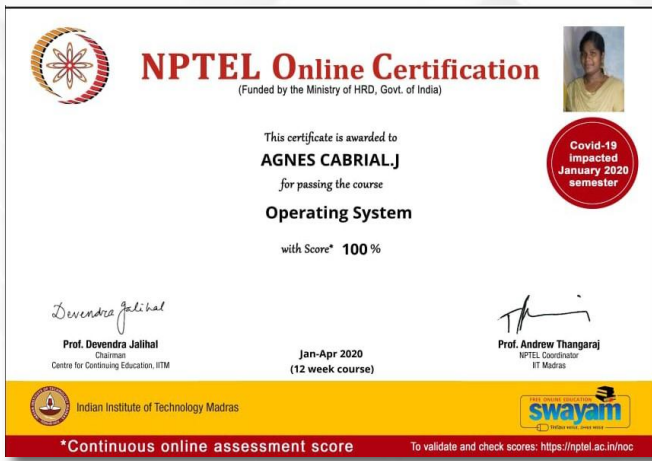 NPTEL Online Certification
(Funded by the Ministry of HRD, Govt. of India)
This certificate is awarded to
AGNES CABRIAL.J
for passing the course
Operating System
with Score* 100 %
Covid-19
impacted
January 2020
semester
Devendra Jalihal
Prof. Devendra Jalihal
Chairman
Centre for Continuing Education, IITM
Jan-Apr 2020
(12 week course)
Prof. Andrew Thangaraj
NPTEL Coordinator
IIT Madras
Indian Institute of Technology Madras
FREE ONLINE EDUCATION
swayam
*Continuous online assessment score
To validate and check scores: https://nptel.ac.in/noc